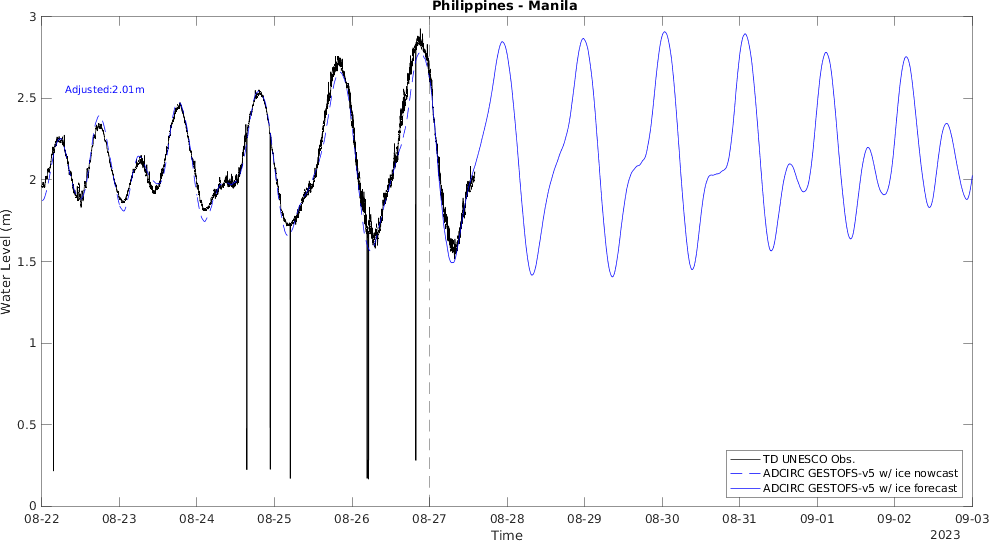 Philippines - Manila
3
2.5
2
1.5
1
0.5
0
Water Level (m)
Adjusted:2.01m
TD UNESCO Obs.
ADCIRC GESTOFS-v5 w/ ice nowcast
ADCIRC GESTOFS-v5 w/ ice forecast
08-22 08-23 08-24 08-25 08-26 08-27 08-28 08-29 08-30 08-31 09-01 09-02 09-03
Time
2023